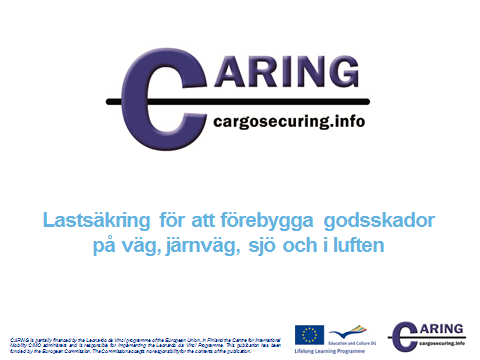 CARING
cargosecuring.info
Lastsäkring för att förebygga godsskador
på väg, järnväg, sjö och i luften
CARING is partially financed by the Leonardo da Vinci programme of the European Union. In Finland the Centre for International
Mobility CIMO administers and is responsible for implementing the Leonardo da Vinci Programme. This publication has been
funded by the European Commission. The Commission accepts no responsibility for the contents of the publication.
Education and Culture DG
Lifelong Learning Programme
CARING
cargosecuring.info